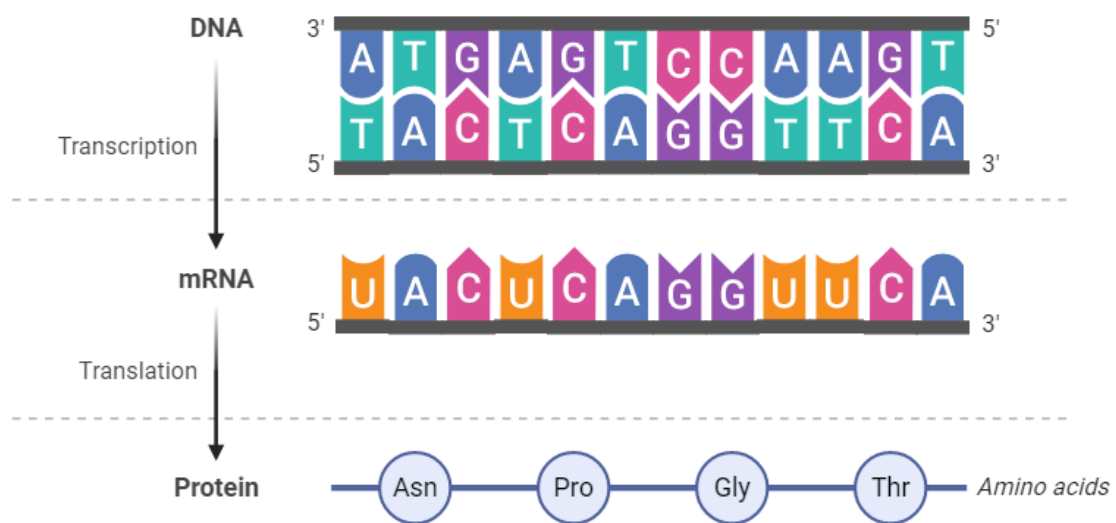 DNA
3' A T G A G T C C A A G T 5'
T A C T C A G G T T C A
5' 3'
Transcription
mRNA
U A C U C A G G U U C A
5' 3'
Translation
Protein Asn Pro Gly Thr Amino acids